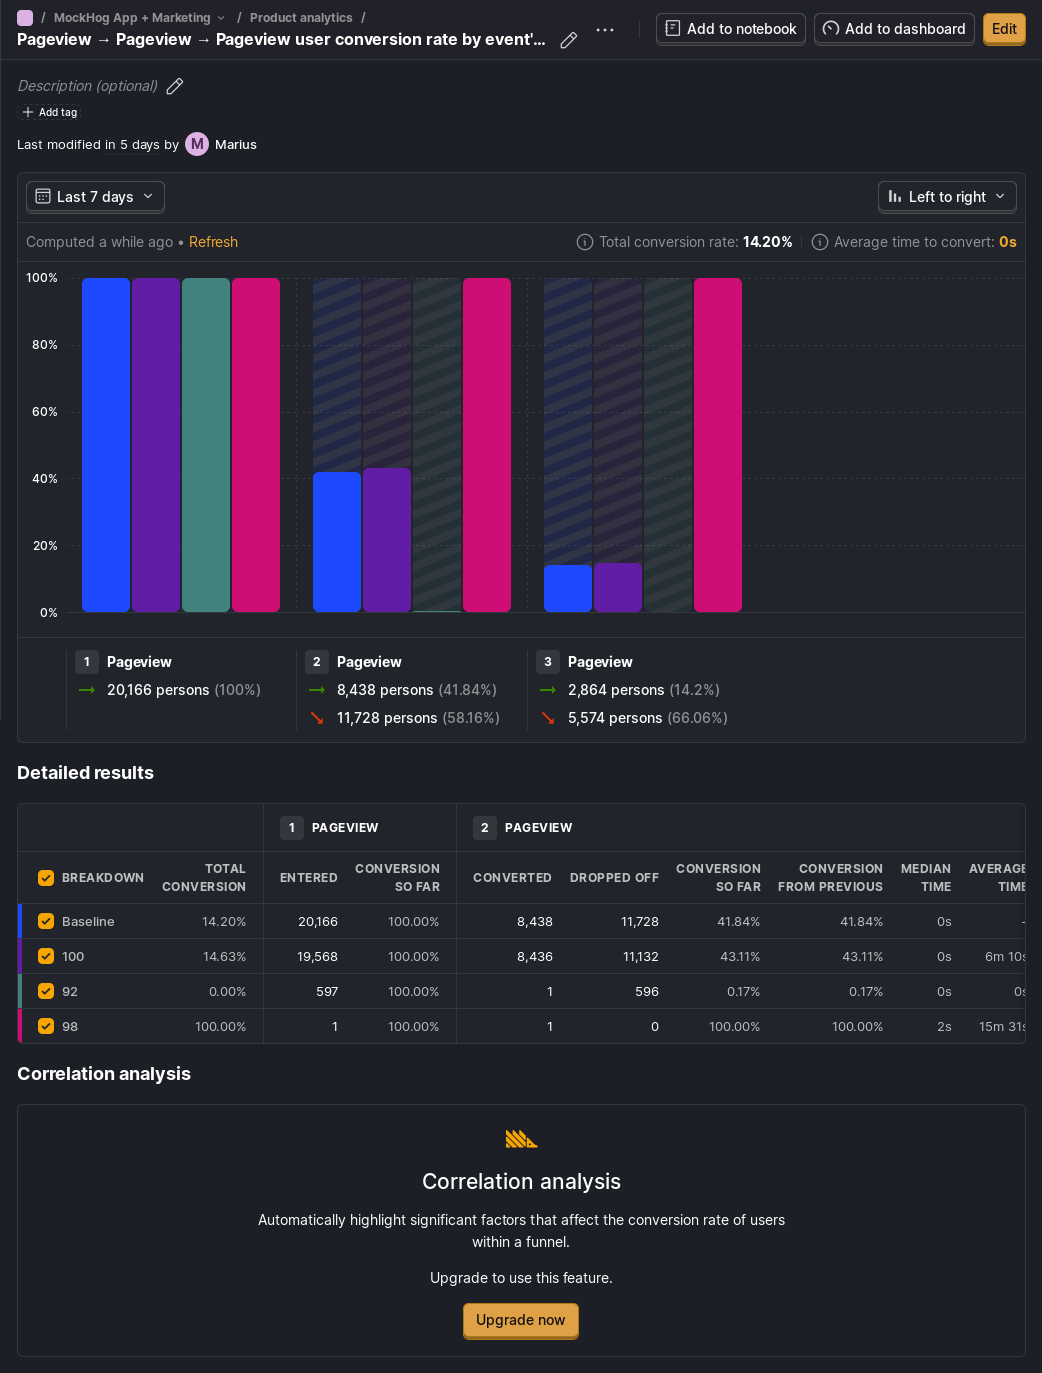 / MockHog App + Marketing / Product analytics /
Pageview → Pageview → Pageview user conversion rate by event'...
Add to notebook
Add to dashboard
Edit
Description (optional)
Add tag
Last modified in 5 days by M Marius
Last 7 days
Left to right
Computed a while ago • Refresh
Total conversion rate: 14.20%
Average time to convert: 0s
100%
80%
60%
40%
20%
0%
1 Pageview
20,166 persons (100%)
2 Pageview
8,438 persons (41.84%)
11,728 persons (58.16%)
3 Pageview
2,864 persons (14.2%)
5,574 persons (66.06%)
Detailed results
1 PAGEVIEW 2 PAGEVIEW
BREAKDOWN TOTAL CONVERSION ENTERED CONVERSION SO FAR CONVERTED DROPPED OFF CONVERSION SO FAR CONVERSION FROM PREVIOUS MEDIAN TIME AVERAGE TIME
Baseline 14.20% 20,166 100.00% 8,438 11,728 41.84% 41.84% 0s -
100 14.63% 19,568 100.00% 8,436 11,132 43.11% 43.11% 0s 6m 10s
92 0.00% 597 100.00% 1 596 0.17% 0.17% 0s 0s
98 100.00% 1 100.00% 1 0 100.00% 100.00% 2s 15m 31s
Correlation analysis
Correlation analysis
Automatically highlight significant factors that affect the conversion rate of users
within a funnel.
Upgrade to use this feature.
Upgrade now